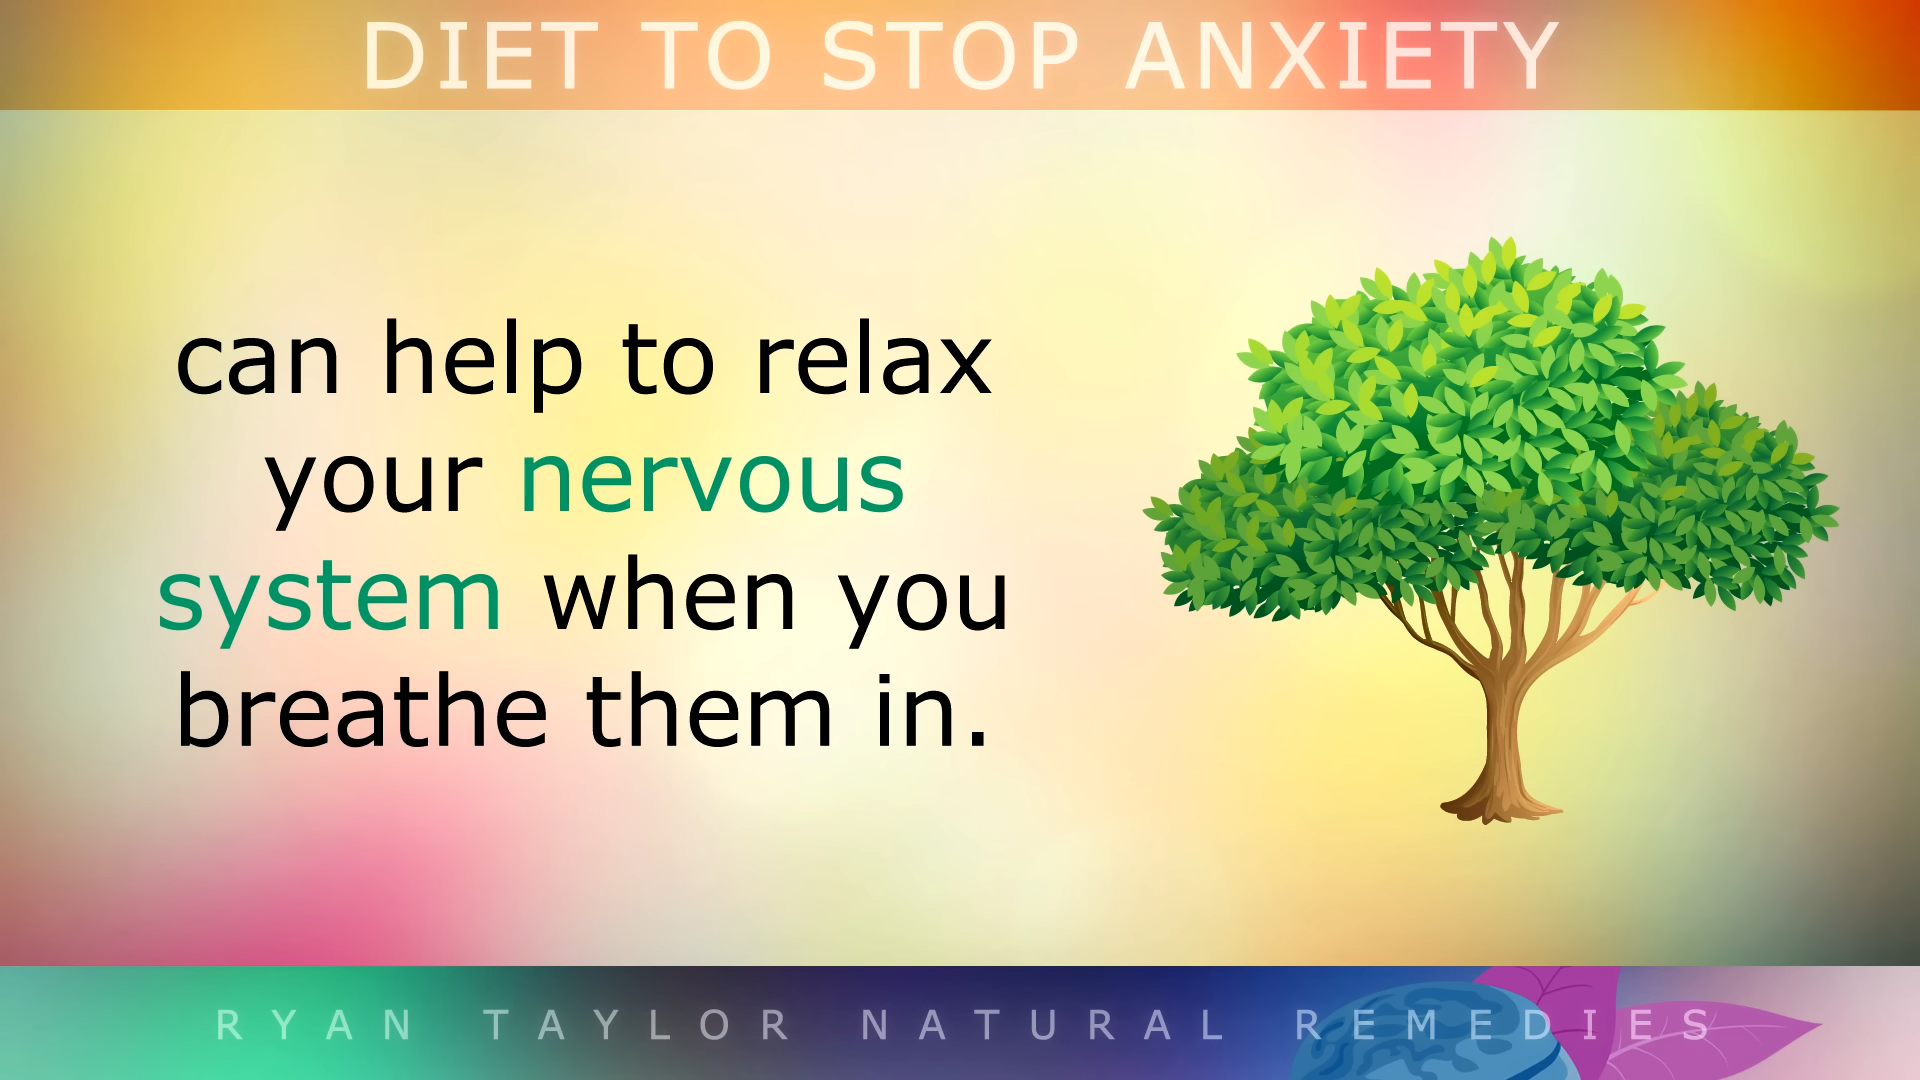 DIET TO STOP ANXIETY
can help to relax
your nervous
system when you
breathe them in.
RYAN TAYLOR NATURAL REMEDIES